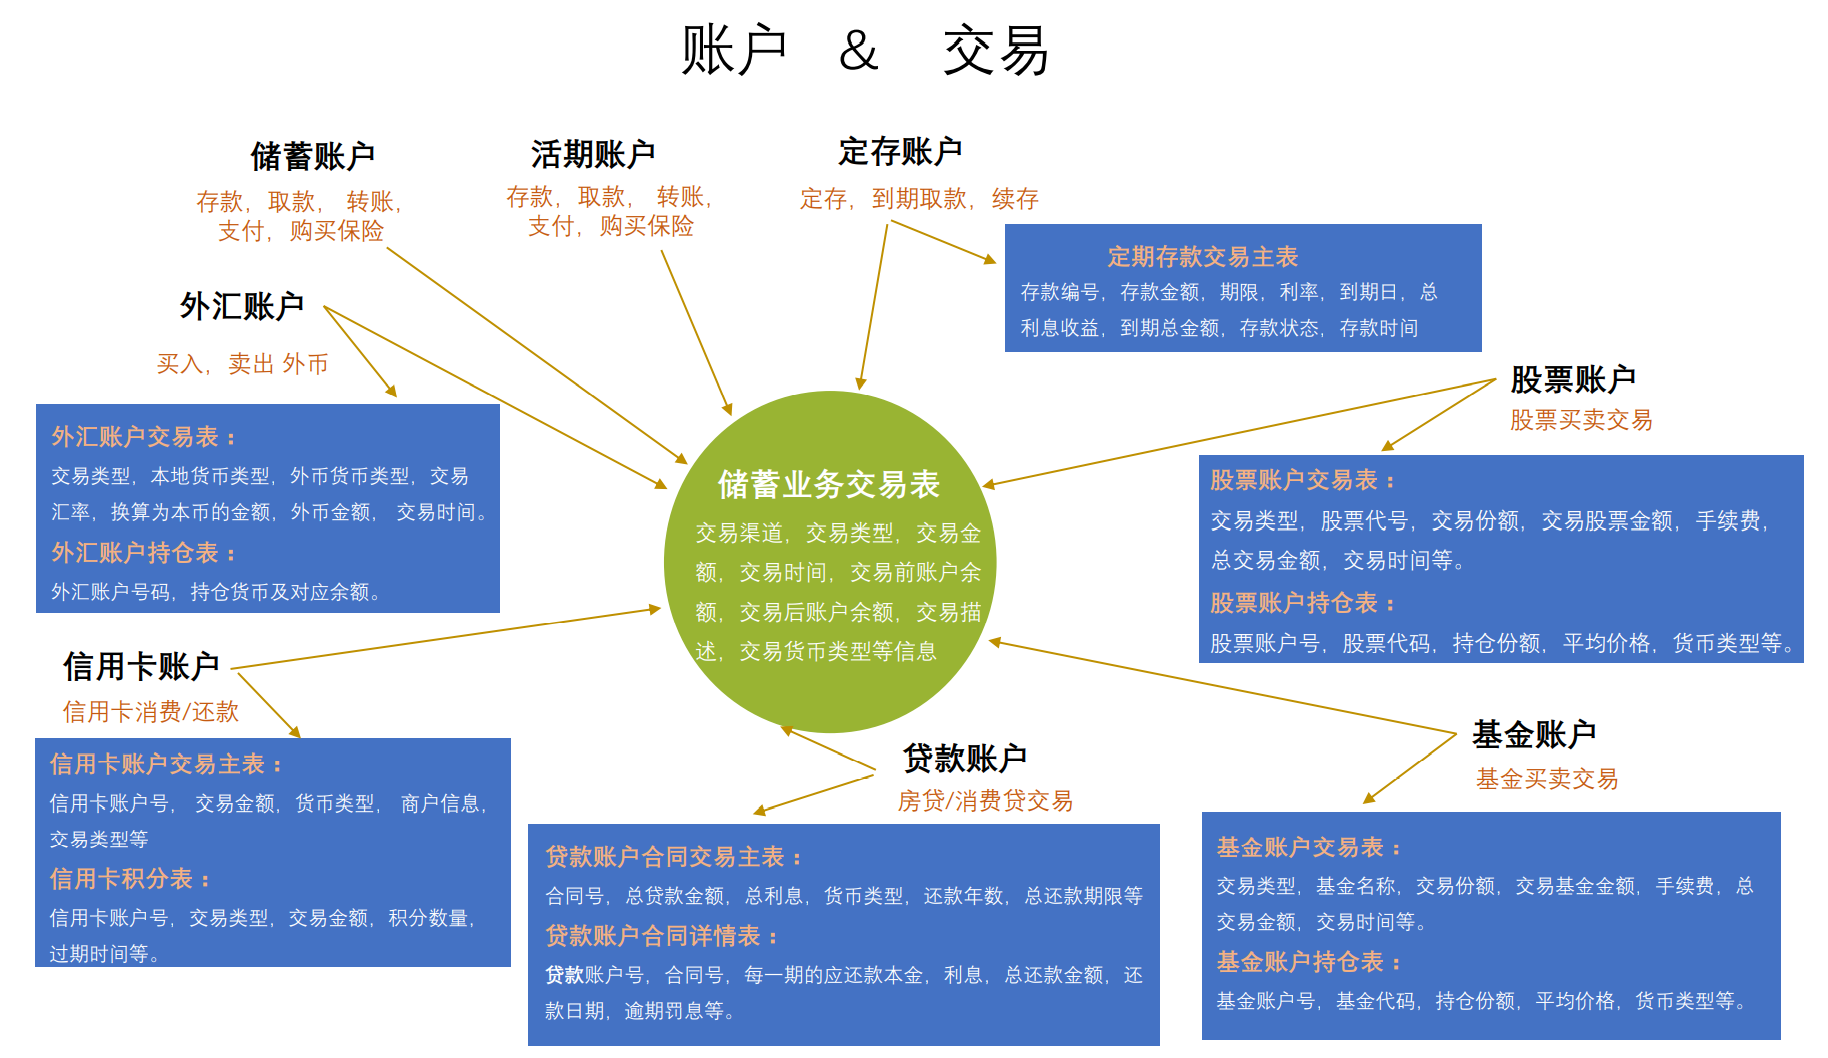 账户 & 交易
储蓄账户
存款，取款， 转账，
支付，购买保险
活期账户
存款，取款， 转账，
支付，购买保险
定存账户
定存，到期取款，续存
定期存款交易主表
存款编号，存款金额，期限，利率，到期日，总
利息收益，到期总金额，存款状态，存款时间
外汇账户
买入，卖出 外币
外汇账户交易表：
交易类型，本地货币类型，外币货币类型，交易
汇率，换算为本币的金额，外币金额， 交易时间。
外汇账户持仓表：
外汇账户号码，持仓货币及对应余额。
储蓄业务交易表
交易渠道，交易类型，交易金
额，交易时间，交易前账户余
额，交易后账户余额，交易描
述，交易货币类型等信息
股票账户
股票买卖交易
股票账户交易表：
交易类型，股票代号，交易份额，交易股票金额，手续费，
总交易金额，交易时间等。
股票账户持仓表：
股票账户号，股票代码，持仓份额，平均价格，货币类型等。
信用卡账户
信用卡消费/还款
信用卡账户交易主表：
信用卡账户号， 交易金额，货币类型， 商户信息，
交易类型等
信用卡积分表：
信用卡账户号，交易类型，交易金额，积分数量，
过期时间等。
贷款账户
房贷/消费贷交易
贷款账户合同交易主表：
合同号，总贷款金额，总利息，货币类型，还款年数，总还款期限等
贷款账户合同详情表：
贷款账户号，合同号，每一期的应还款本金，利息，总还款金额，还
款日期，逾期罚息等。
基金账户
基金买卖交易
基金账户交易表：
交易类型，基金名称，交易份额，交易基金金额，手续费，总
交易金额，交易时间等。
基金账户持仓表：
基金账户号，基金代码，持仓份额，平均价格，货币类型等。